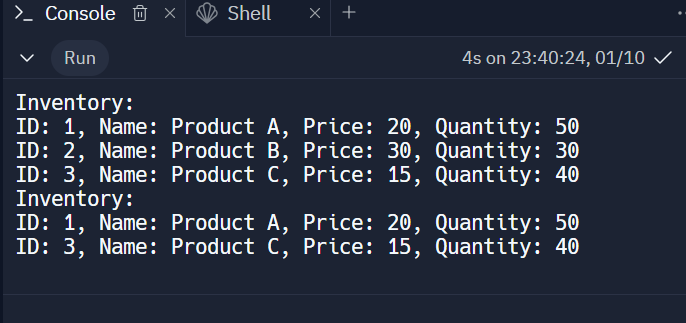 Console
Shell
Run
4s on 23:40:24, 01/10
Inventory:
ID: 1, Name: Product A, Price: 20, Quantity: 50
ID: 2, Name: Product B, Price: 30, Quantity: 30
ID: 3, Name: Product C, Price: 15, Quantity: 40
Inventory:
ID: 1, Name: Product A, Price: 20, Quantity: 50
ID: 3, Name: Product C, Price: 15, Quantity: 40